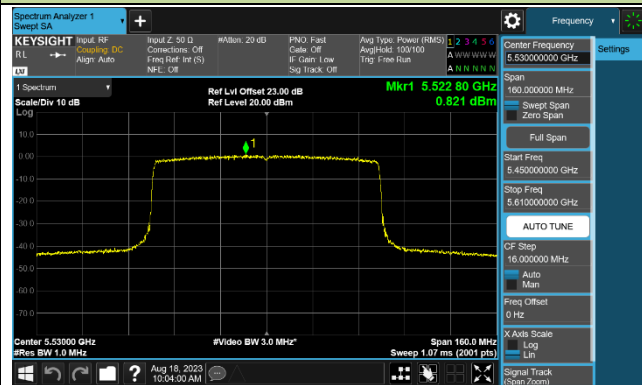 Spectrum Analyzer 1
Swept SA
Frequency
KEYSIGHT
RL
LXI
Input: RF
Coupling: DC
Align: Auto
Input Z: 50 Ω
Corrections: Off
Freq Ref: Int (S)
NFE: Off
#Atten: 20 dB
PNO: Fast
Gate: Off
IF Gain: Low
Sig Track: Off
Avg Type: Power (RMS)
Avg|Hold: 100/100
Trig: Free Run
1 2 3 4 5 6
A W W W W W
A N N N N N
1 Spectrum
Scale/Div 10 dB
Log
Ref Lvl Offset 23.00 dB
Ref Level 20.00 dBm
Mkr1 5.522 80 GHz
0.821 dBm
1
10.0
0.00
-10.0
-20.0
-30.0
-40.0
-50.0
-60.0
-70.0
Center 5.53000 GHz
#Res BW 1.0 MHz
#Video BW 3.0 MHz*
Span 160.0 MHz
Sweep 1.07 ms (2001 pts)
Center Frequency
5.530000000 GHz
Settings
Span
160.000000 MHz
Swept Span
Zero Span
Full Span
Start Freq
5.450000000 GHz
Stop Freq
5.610000000 GHz
AUTO TUNE
CF Step
16.000000 MHz
Auto
Man
Freq Offset
0 Hz
X Axis Scale
Log
Lin
Signal Track
(Span Zoom)
?
Aug 18, 2023
10:04:00 AM